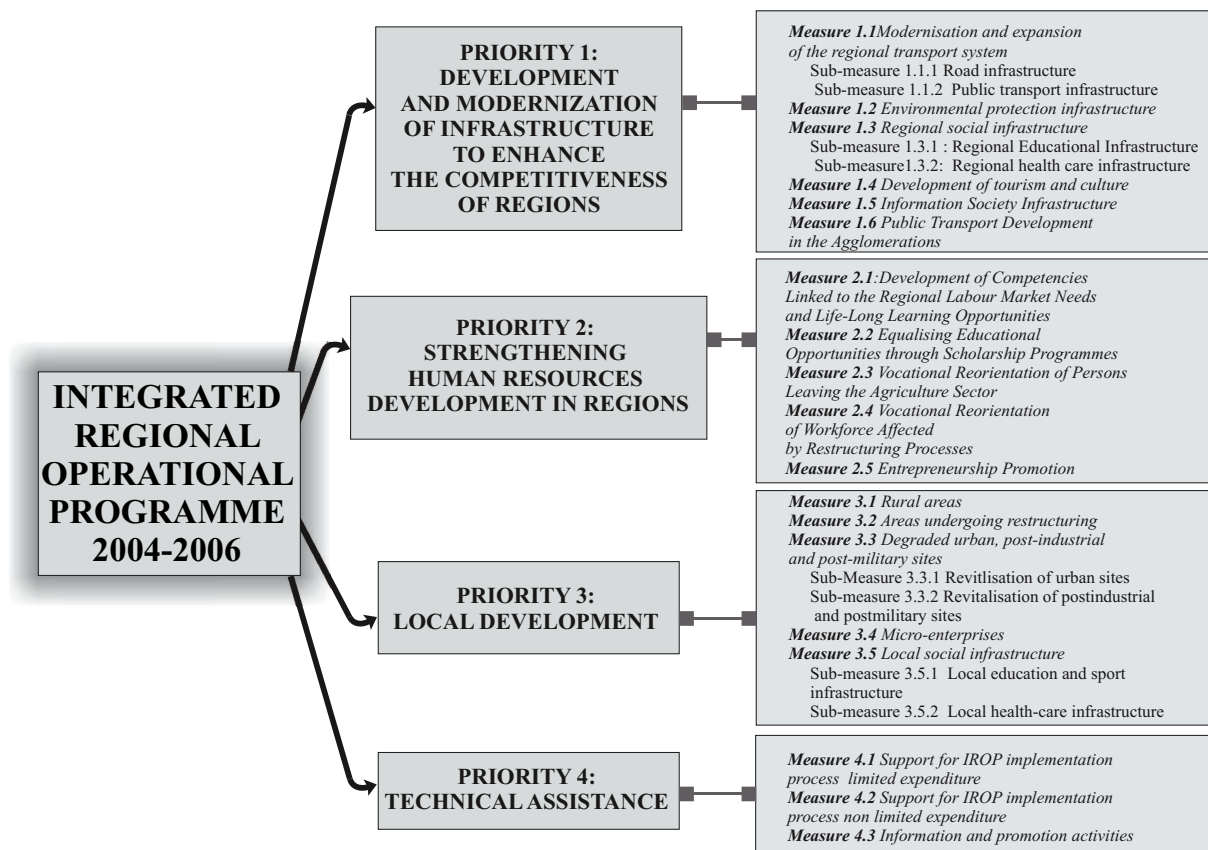 INTEGRATED
REGIONAL
OPERATIONAL
PROGRAMME
2004-2006
PRIORITY 1:
DEVELOPMENT
AND MODERNIZATION
OF INFRASTRUCTURE
TO ENHANCE
THE COMPETITIVENESS
OF REGIONS
Measure 1.1Modernisation and expansion
of the regional transport system
Sub-measure 1.1.1 Road infrastructure
Sub-measure 1.1.2 Public transport infrastructure
Measure 1.2 Environmental protection infrastructure
Measure 1.3 Regional social infrastructure
Sub-measure 1.3.1 : Regional Educational Infrastructure
Sub-measure1.3.2: Regional health care infrastructure
Measure 1.4 Development of tourism and culture
Measure 1.5 Information Society Infrastructure
Measure 1.6 Public Transport Development
in the Agglomerations
PRIORITY 2:
STRENGTHENING
HUMAN RESOURCES
DEVELOPMENT IN REGIONS
Measure 2.1:Development of Competencies
Linked to the Regional Labour Market Needs
and Life-Long Learning Opportunities
Measure 2.2 Equalising Educational
Opportunities through Scholarship Programmes
Measure 2.3 Vocational Reorientation of Persons
Leaving the Agriculture Sector
Measure 2.4 Vocational Reorientation
of Workforce Affected
by Restructuring Processes
Measure 2.5 Entrepreneurship Promotion
PRIORITY 3:
LOCAL DEVELOPMENT
Measure 3.1 Rural areas
Measure 3.2 Areas undergoing restructuring
Measure 3.3 Degraded urban, post-industrial
and post-military sites
Sub-Measure 3.3.1 Revitlisation of urban sites
Sub-measure 3.3.2 Revitalisation of postindustrial
and postmilitary sites
Measure 3.4 Micro-enterprises
Measure 3.5 Local social infrastructure
Sub-measure 3.5.1 Local education and sport
infrastructure
Sub-measure 3.5.2 Local health-care infrastructure
PRIORITY 4:
TECHNICAL ASSISTANCE
Measure 4.1 Support for IROP implementation
process limited expenditure
Measure 4.2 Support for IROP implementation
process non limited expenditure
Measure 4.3 Information and promotion activities